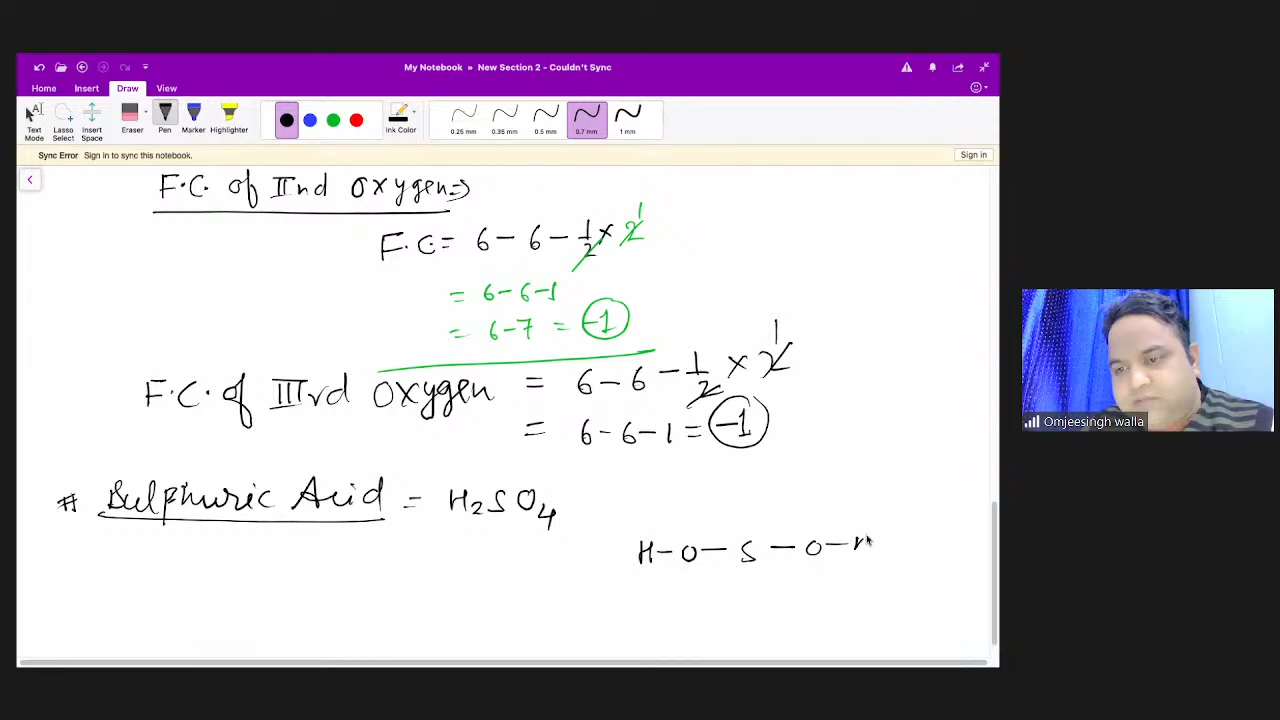 My Notebook » New Section 2 - Couldn't Sync
Home Insert Draw View
Text Mode Lasso Select Insert Space Eraser Pen Marker Highlighter Ink Color 0.25 mm 0.35 mm 0.5 mm 0.7 mm 1 mm
Sync Error Sign in to sync this notebook. Sign in
F.C. of IInd oxygen ⇒
F.C = 6 - 6 - 1/2 × 2 1
= 6 - 6 - 1
= 6 - 7 = -1
F.C. of IIIrd oxygen = 6 - 6 - 1/2 × 2 1
= 6 - 6 - 1 = -1
# Sulphuric Acid = H₂SO₄
H - O - S - O -
Omjeesingh walla